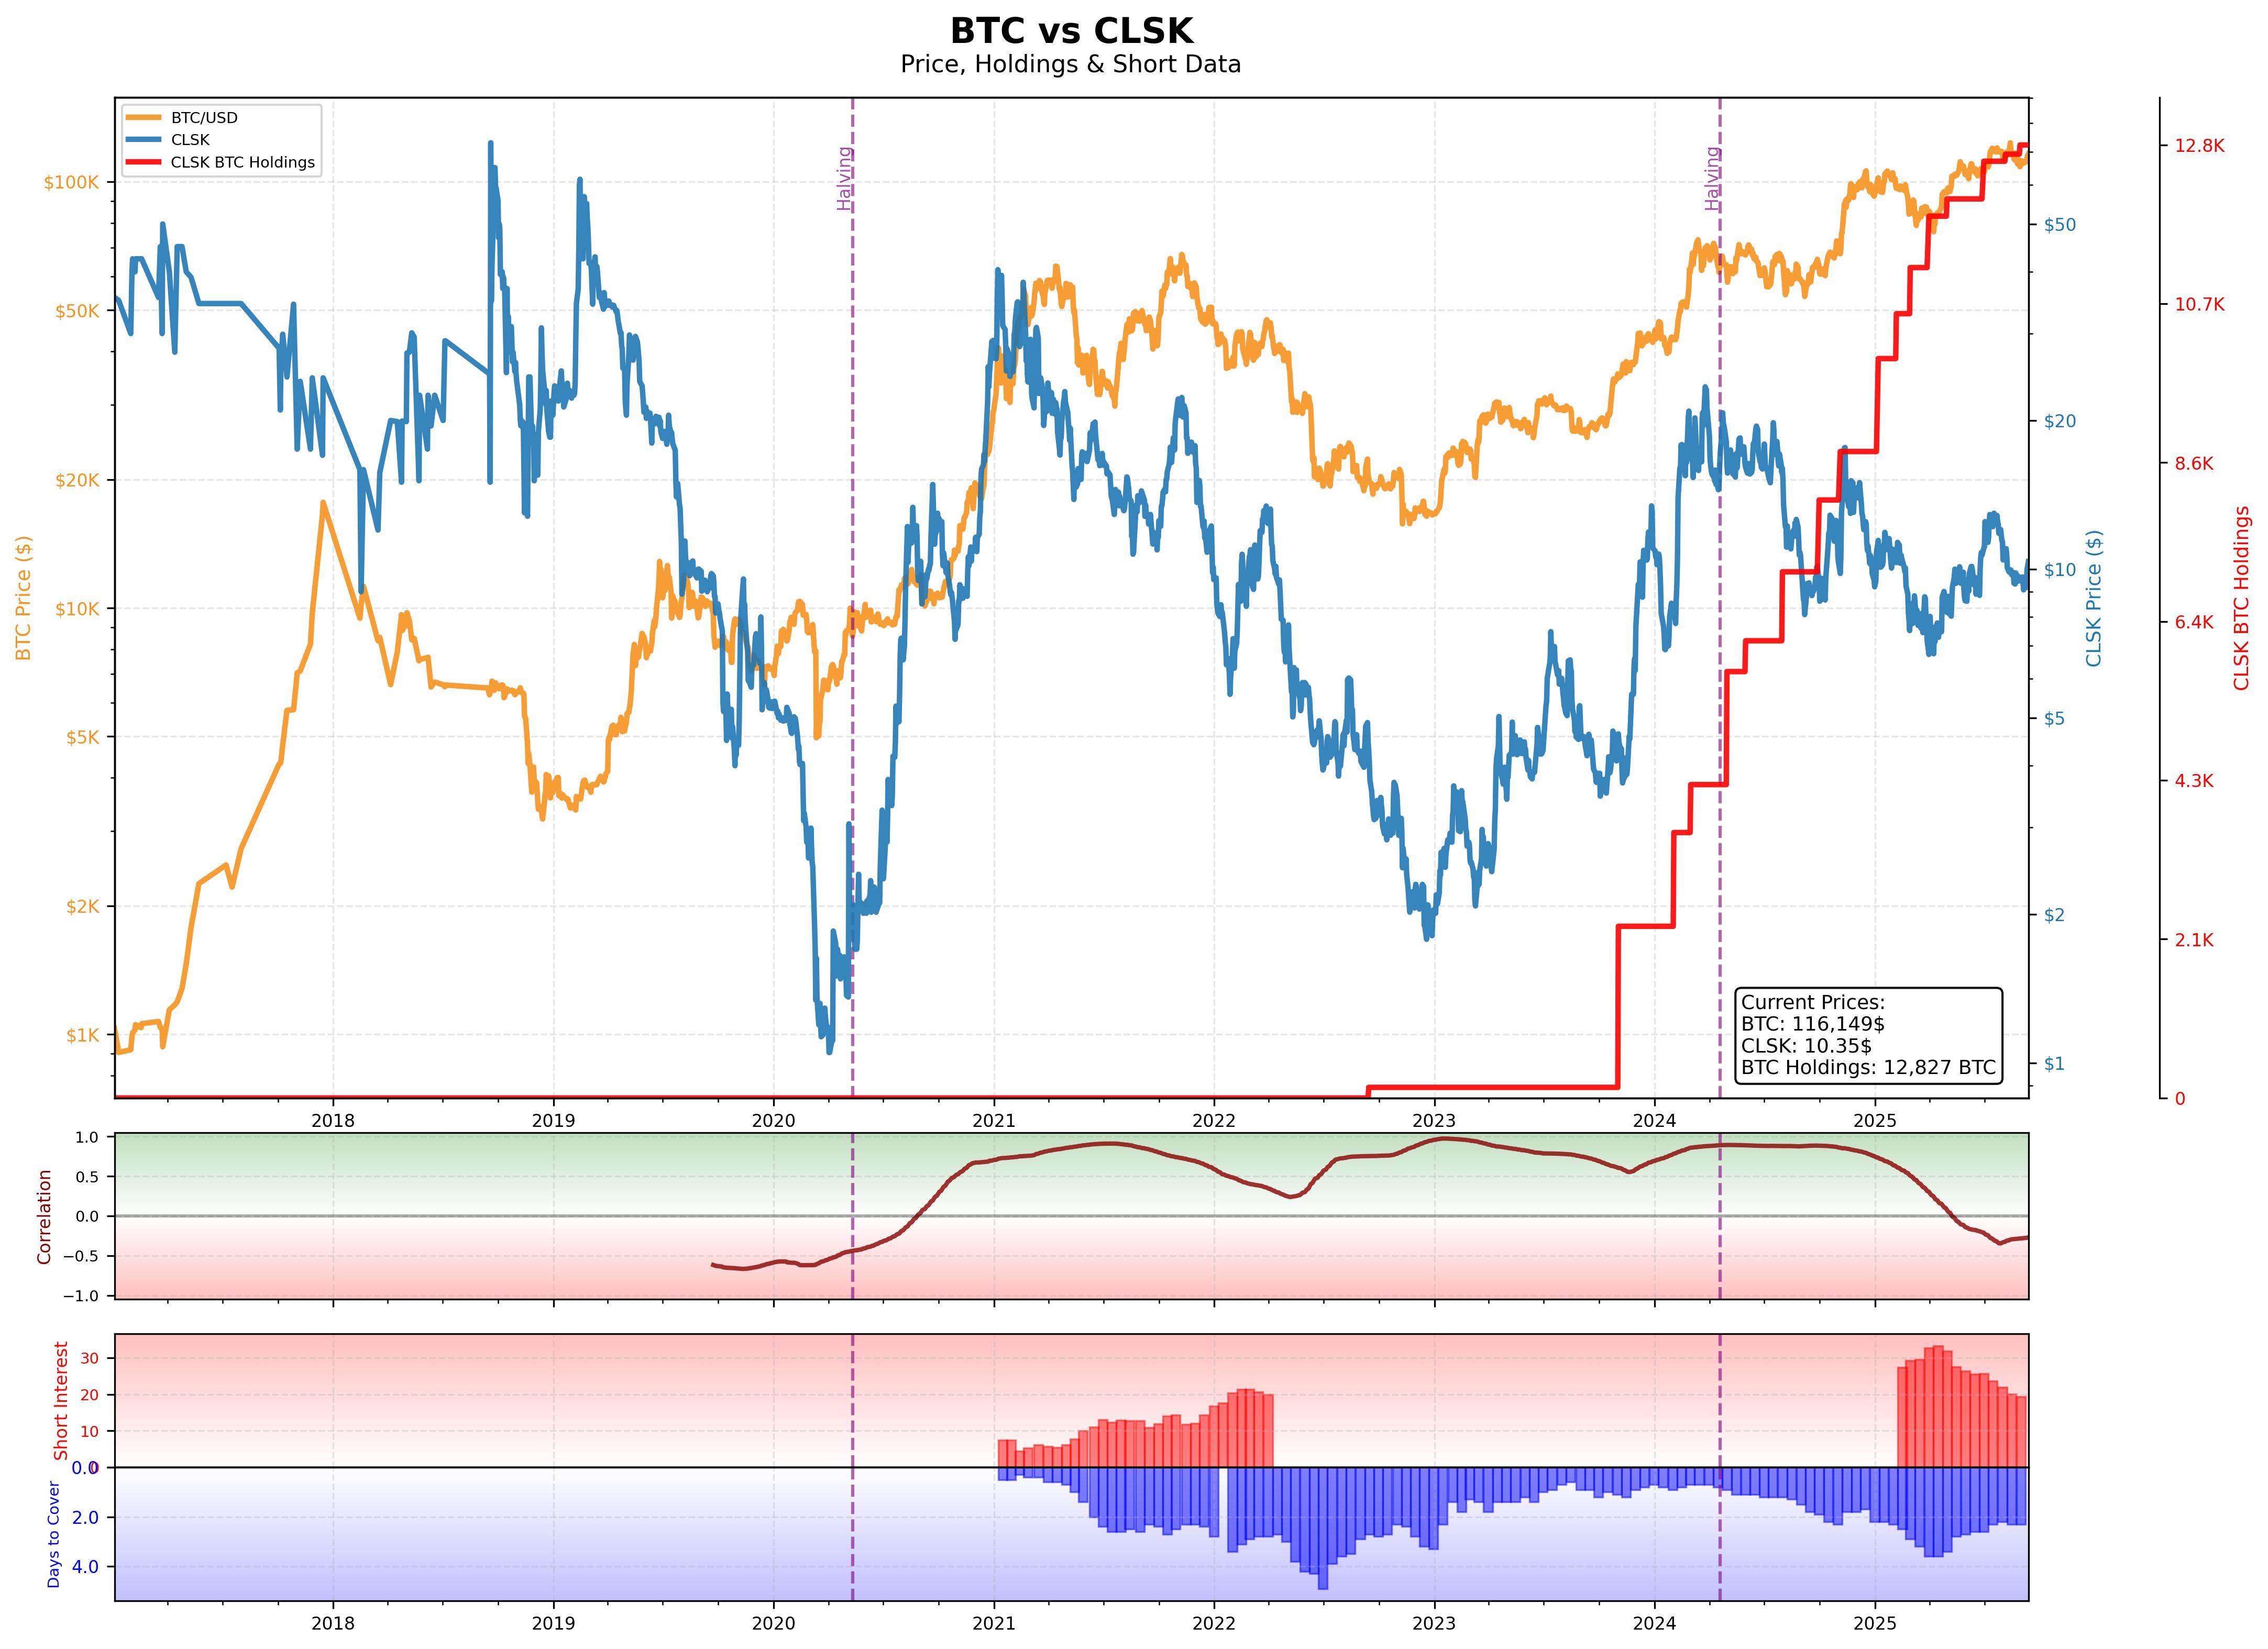 BTC vs CLSK
Price, Holdings & Short Data
BTC/USD
CLSK
CLSK BTC Holdings
Halving
Halving
BTC Price ($)
$100K
$50K
$20K
$10K
$5K
$2K
$1K
CLSK Price ($)
$50
$20
$10
$5
$2
$1
CLSK BTC Holdings
12.8K
10.7K
8.6K
6.4K
4.3K
2.1K
0
Current Prices:
BTC: 116,149$
CLSK: 10.35$
BTC Holdings: 12,827 BTC
2018 2019 2020 2021 2022 2023 2024 2025
Correlation
1.0
0.5
0.0
−0.5
−1.0
Short Interest
30
20
10
0
Days to Cover
0.0
2.0
4.0
2018 2019 2020 2021 2022 2023 2024 2025